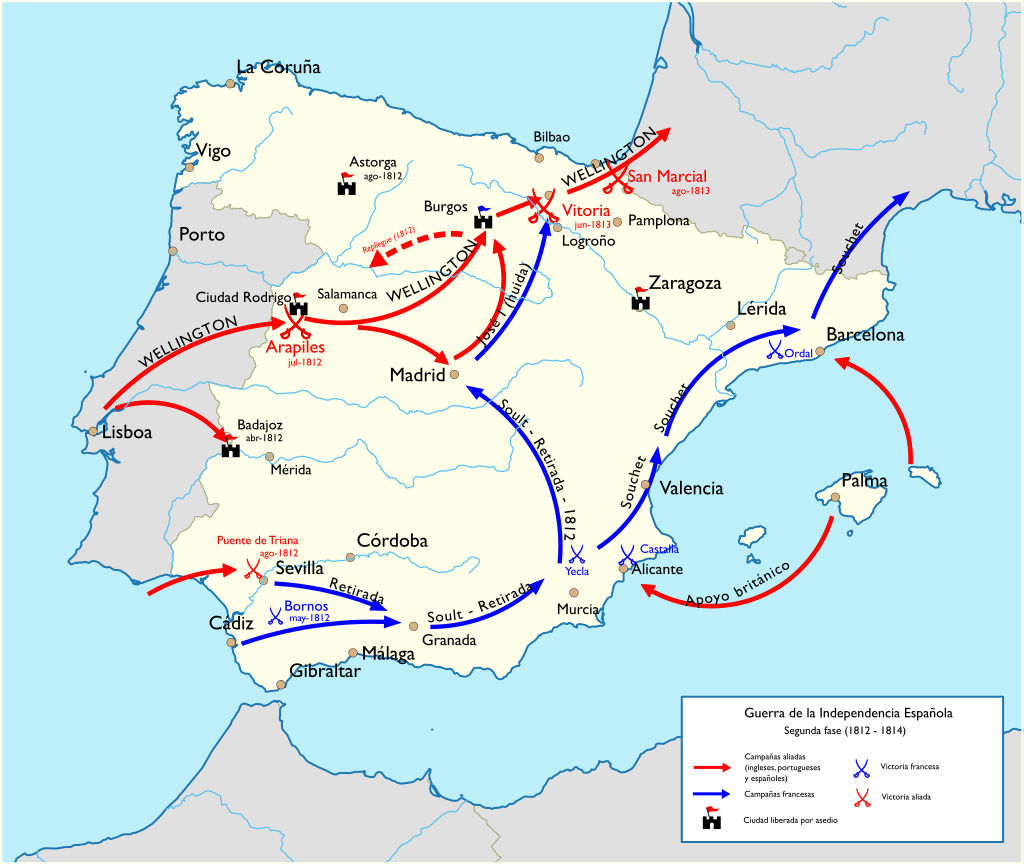 La Coruña
Bilbao
WELLINGTON
Vigo
Astorga
ago-1812
San Marcial
ago-1813
Burgos
Vitoria
jun-1813
Pamplona
Porto
Logroño
Repliegue (1812)
Souchet
WELLINGTON
José I (huida)
Zaragoza
Ciudad Rodrigo
Salamanca
Lérida
WELLINGTON
Arapiles
jul-1812
Barcelona
Ordal
Madrid
Souchet
Lisboa
Badajoz
abr-1812
Mérida
Soult - Retirada - 1812
Souchet
Valencia
Palma
Puente de Triana
ago-1812
Córdoba
Castalla
Sevilla
Yecla
Alicante
Apoyo británico
Retirada
Bornos
may-1812
Soult - Retirada
Murcia
Cádiz
Granada
Málaga
Gibraltar
Guerra de la Independencia Española
Segunda fase (1812 - 1814)
Campañas aliadas
(ingleses, portugueses
y españoles)
Victoria francesa
Campañas francesas
Victoria aliada
Ciudad liberada por asedio